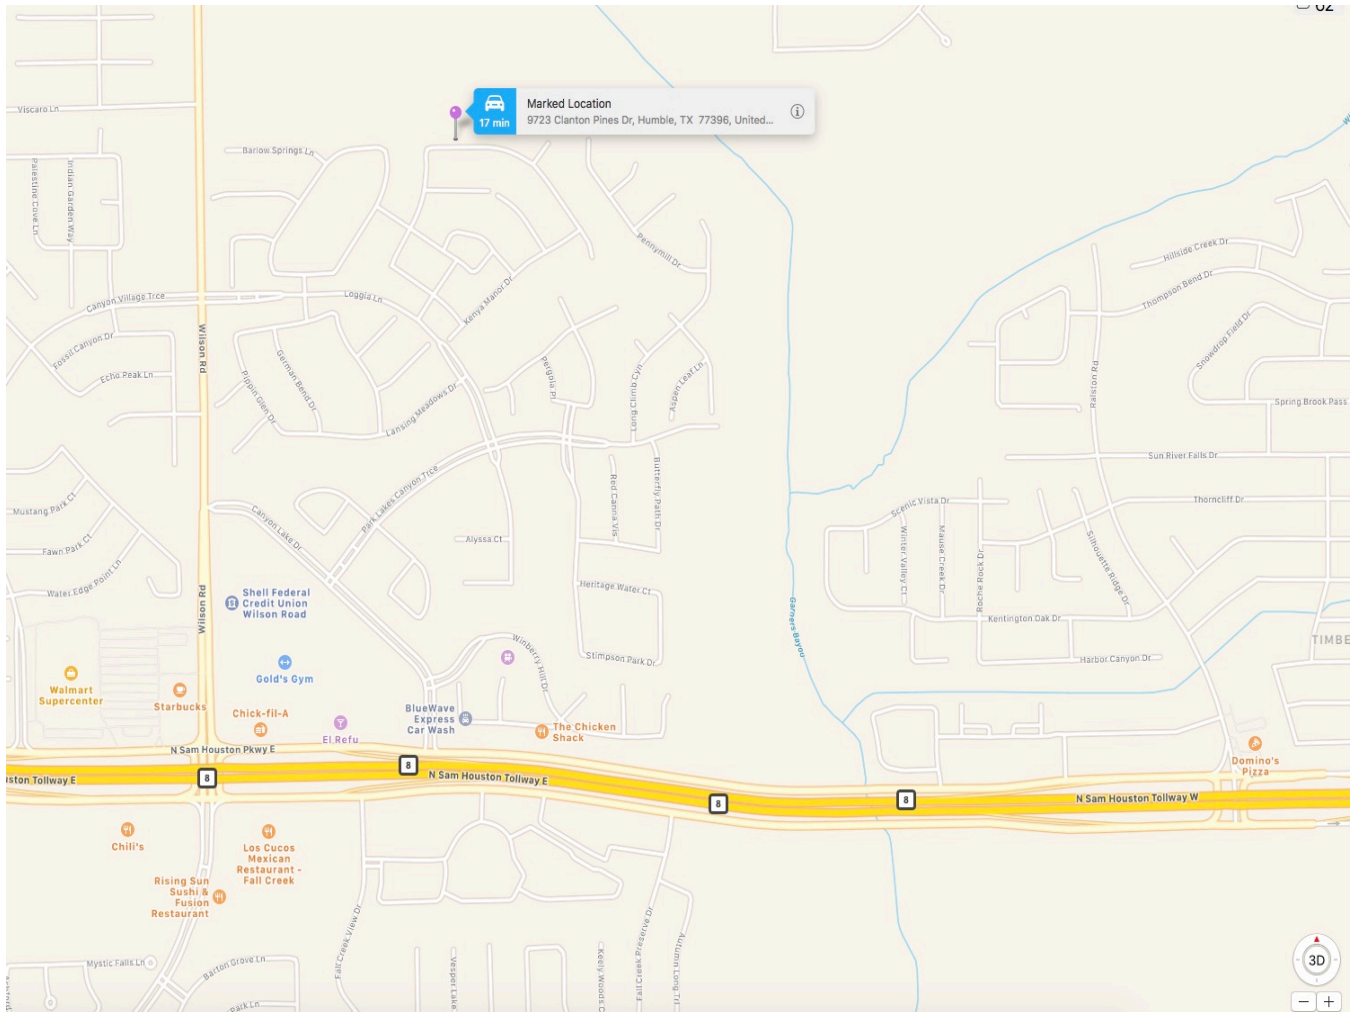 62
Marked Location
17 min
9723 Clanton Pines Dr, Humble, TX 77396, United...
Viscaro Ln
Barlow Springs Ln
Palestine Cove Ln
Indian Garden Way
Pennymill Dr
Hillside Creek Dr
Thompson Bend Dr
Canyon Village Trce
Loggia Ln
Kenya Manor Dr
Snowdrop Field Dr
Wilson Rd
Fossil Canyon Dr
Echo Peak Ln
German Bend Dr
Pippin Glen Dr
Lansing Meadows Dr
Pergola Pl
Long Climb Cyn
Aspen Leaf Ln
Ralston Rd
Spring Brook Pass
Sun River Falls Dr
Park Lakes Canyon Trce
Red Canna Vis
Butterfly Path Dr
Scenic Vista Dr
Thorncliff Dr
Mustang Park Ct
Fawn Park Ct
Canyon Lake Dr
Alyssa Ct
Winter Valley Ct
Mause Creek Dr
Roche Rock Dr
Silhouette Ridge Dr
Water Edge Point Ln
Wilson Rd
Shell Federal
Credit Union
Wilson Road
Heritage Water Ct
Garners Bayou
Kentington Oak Dr
TIMBE
Winberry Hill Dr
Stimpson Park Dr
Harbor Canyon Dr
Gold's Gym
Walmart
Supercenter
Starbucks
Chick-fil-A
El Refu
BlueWave
Express
Car Wash
The Chicken
Shack
Domino's
Pizza
N Sam Houston Pkwy E
uston Tollway E
8
8
N Sam Houston Tollway E
8
8
N Sam Houston Tollway W
Chili's
Los Cucos
Mexican
Restaurant -
Fall Creek
Rising Sun
Sushi &
Fusion
Restaurant
Fall Creek View Dr
Fall Creek Preserve Dr
Autumn Long Trl
Keely Woods C
Vesper Lake
Mystic Falls Ln
Barton Grove Ln
Park Ln
3D